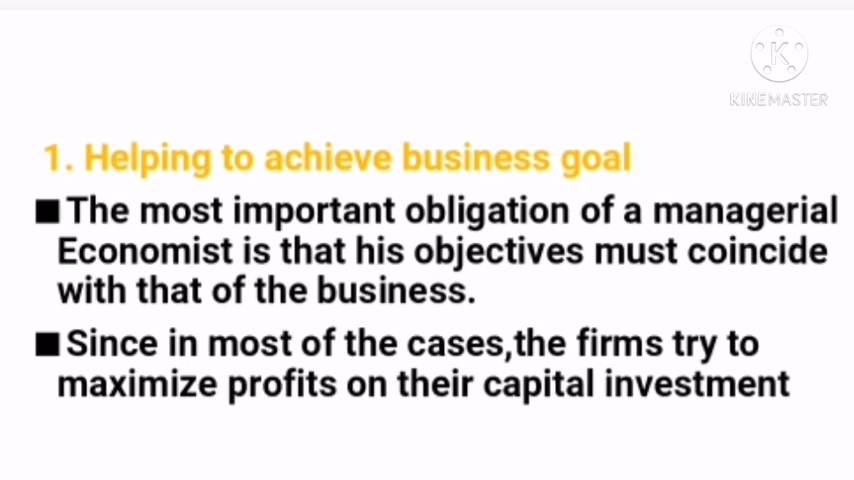 KINEMASTER
1. Helping to achieve business goal
■ The most important obligation of a managerial
Economist is that his objectives must coincide
with that of the business.
■ Since in most of the cases,the firms try to
maximize profits on their capital investment